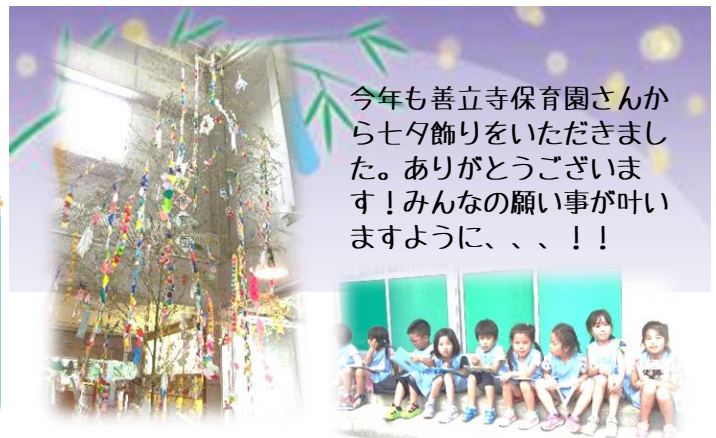 今年も善立寺保育園さんか
ら七夕飾りをいただきまし
た。ありがとうございま
す！みんなの願い事が叶い
ますように、、、！！